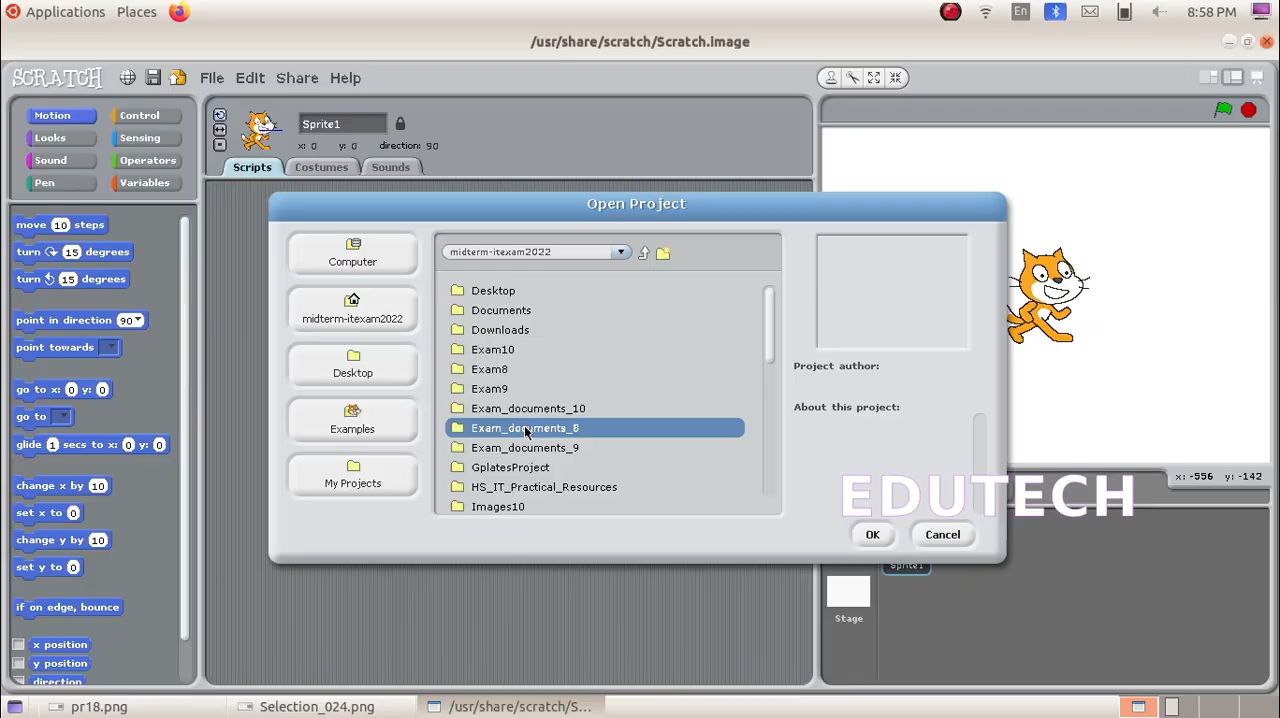 Applications Places En 8:58 PM
/usr/share/scratch/Scratch.image
SCRATCH File Edit Share Help
Motion Control
Looks Sensing
Sound Operators
Pen Variables
Sprite1
x: 0 y: 0 direction: 90
Scripts Costumes Sounds
move 10 steps
turn 15 degrees
turn 15 degrees
point in direction 90
point towards
go to x: 0 y: 0
go to
glide 1 secs to x: 0 y: 0
change x by 10
set x to 0
change y by 10
set y to 0
if on edge, bounce
x position
y position
direction
Open Project
Computer
midterm-itexam2022
Desktop
Examples
My Projects
midterm-itexam2022
Desktop
Documents
Downloads
Exam10
Exam8
Exam9
Exam_documents_10
Exam_documents_8
Exam_documents_9
GplatesProject
HS_IT_Practical_Resources
Images10
Project author:
About this project:
OK Cancel
x: -556 y: -142
EDUTECH
Sprite1
Stage
pr18.png Selection_024.png /usr/share/scratch/S...